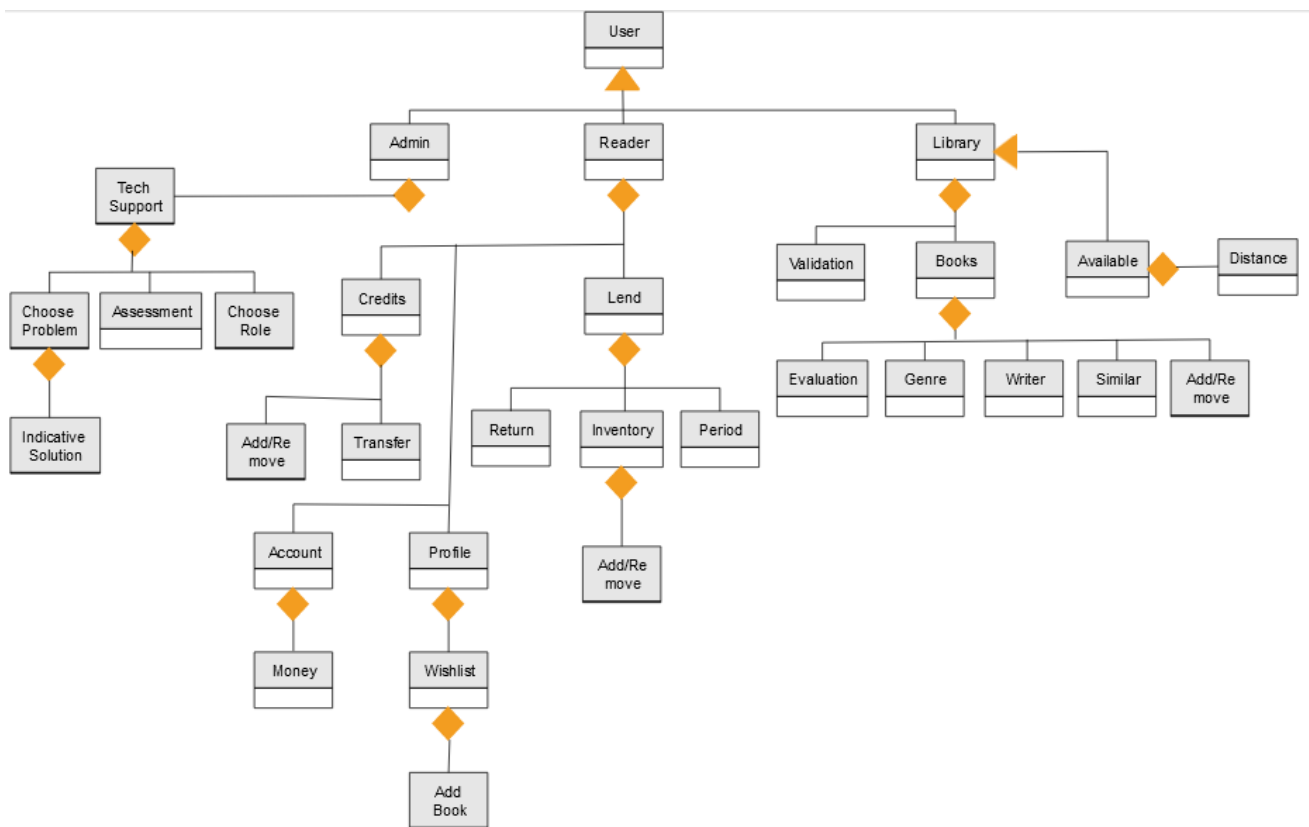 User
Admin
Reader
Library
Tech
Support
Validation
Books
Available
Distance
Choose
Problem
Assessment
Choose
Role
Credits
Lend
Evaluation
Genre
Writer
Similar
Add/Re
move
Indicative
Solution
Add/Re
move
Transfer
Return
Inventory
Period
Account
Profile
Add/Re
move
Money
Wishlist
Add
Book